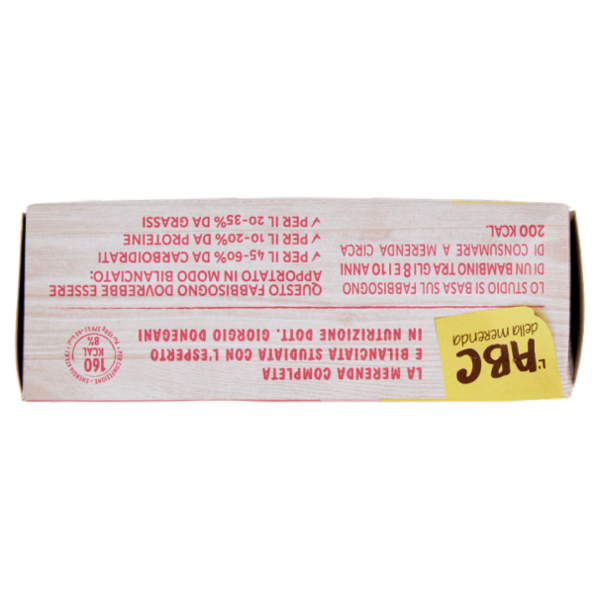 L'ABC
della merenda
LA MERENDA COMPLETA
E BILANCIATA STUDIATA CON L'ESPERTO
IN NUTRIZIONE DOTT. GIORGIO DONEGANI
160
KCAL
8%
LO STUDIO SI BASA SUL FABBISOGNO
DI UN BAMBINO TRA GLI 8 E I 10 ANNI
DI CONSUMARE A MERENDA CIRCA
200 KCAL.
QUESTO FABBISOGNO DOVREBBE ESSERE
APPORTATO IN MODO BILANCIATO:
✓ PER IL 45-60% DA CARBOIDRATI
✓ PER IL 10-20% DA PROTEINE
✓ PER IL 20-35% DA GRASSI